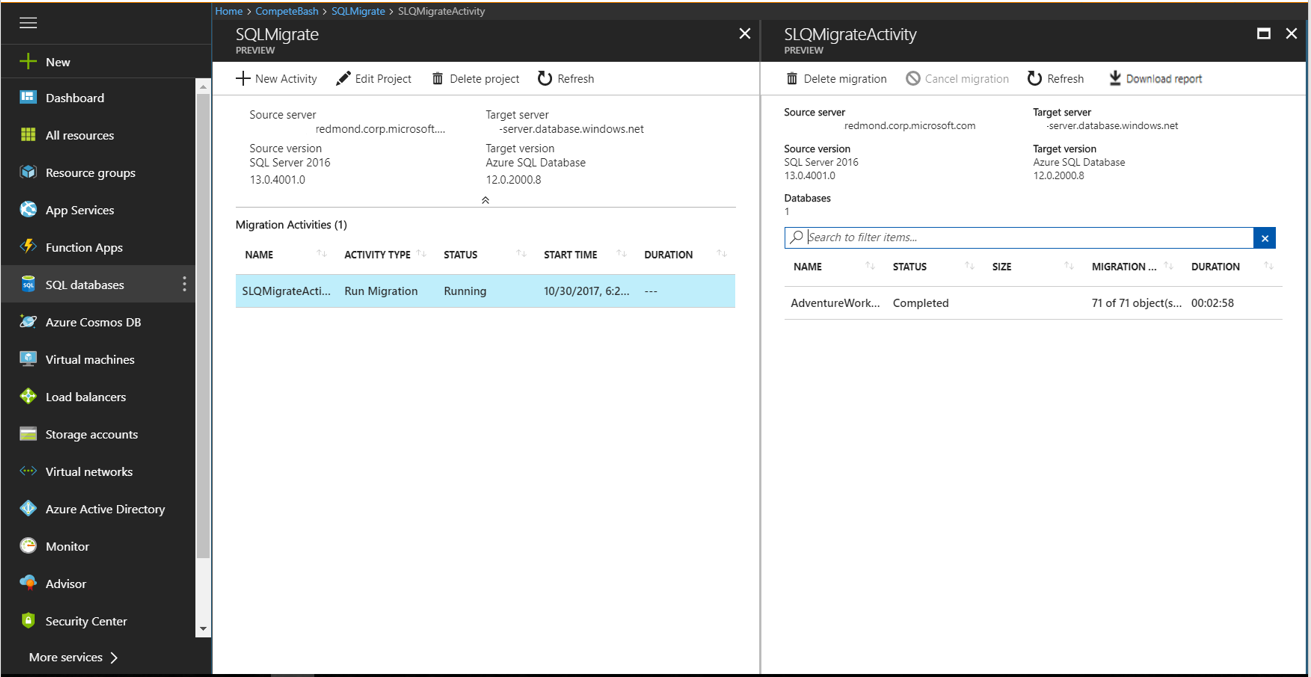 Home > CompeteBash > SQLMigrate > SLQMigrateActivity
New
Dashboard
All resources
Resource groups
App Services
Function Apps
SQL databases
Azure Cosmos DB
Virtual machines
Load balancers
Storage accounts
Virtual networks
Azure Active Directory
Monitor
Advisor
Security Center
More services >
SQLMigrate
PREVIEW
New Activity Edit Project Delete project Refresh
Source server Target server
redmond.corp.microsoft.... -server.database.windows.net
Source version Target version
SQL Server 2016 Azure SQL Database
13.0.4001.0 12.0.2000.8
Migration Activities (1)
NAME ACTIVITY TYPE STATUS START TIME DURATION
SLQMigrateActi... Run Migration Running 10/30/2017, 6:2... ---
SLQMigrateActivity
PREVIEW
Delete migration Cancel migration Refresh Download report
Source server Target server
redmond.corp.microsoft.com -server.database.windows.net
Source version Target version
SQL Server 2016 Azure SQL Database
13.0.4001.0 12.0.2000.8
Databases
1
Search to filter items...
NAME STATUS SIZE MIGRATION ... DURATION
AdventureWork... Completed 71 of 71 object(s... 00:02:58